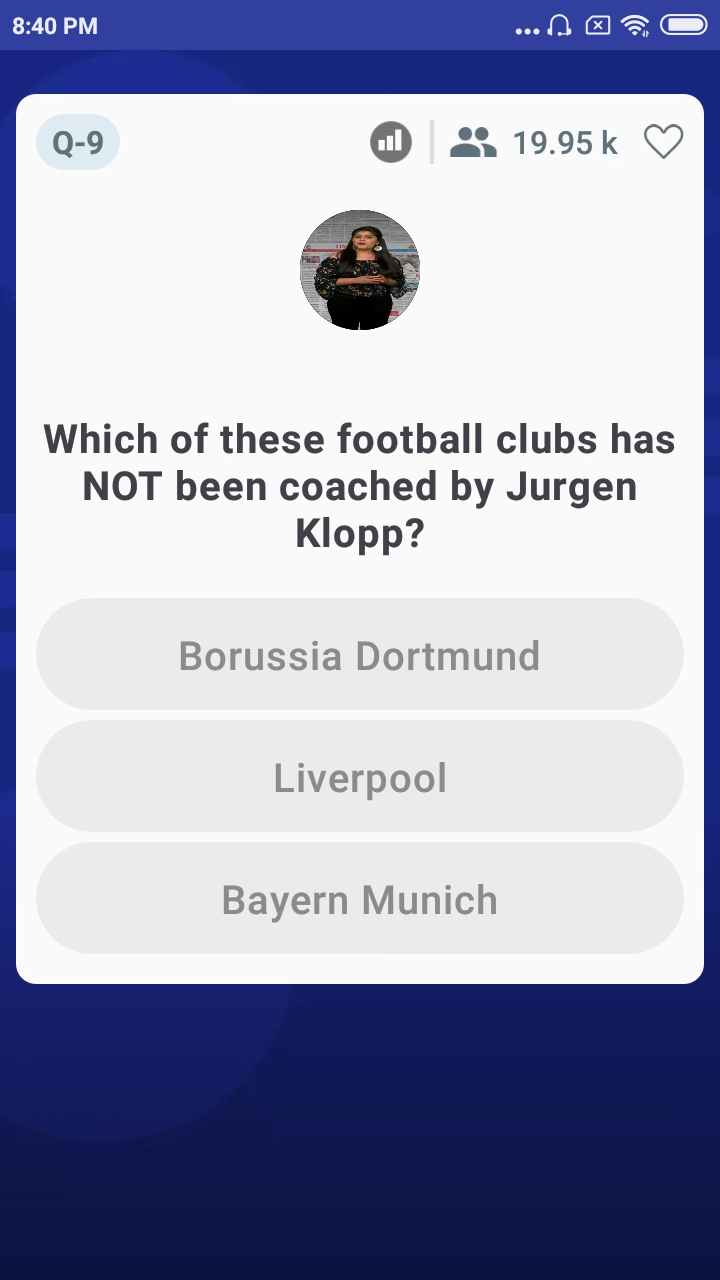 8:40 PM
Q-9
19.95 k
Which of these football clubs has
NOT been coached by Jurgen
Klopp?
Borussia Dortmund
Liverpool
Bayern Munich